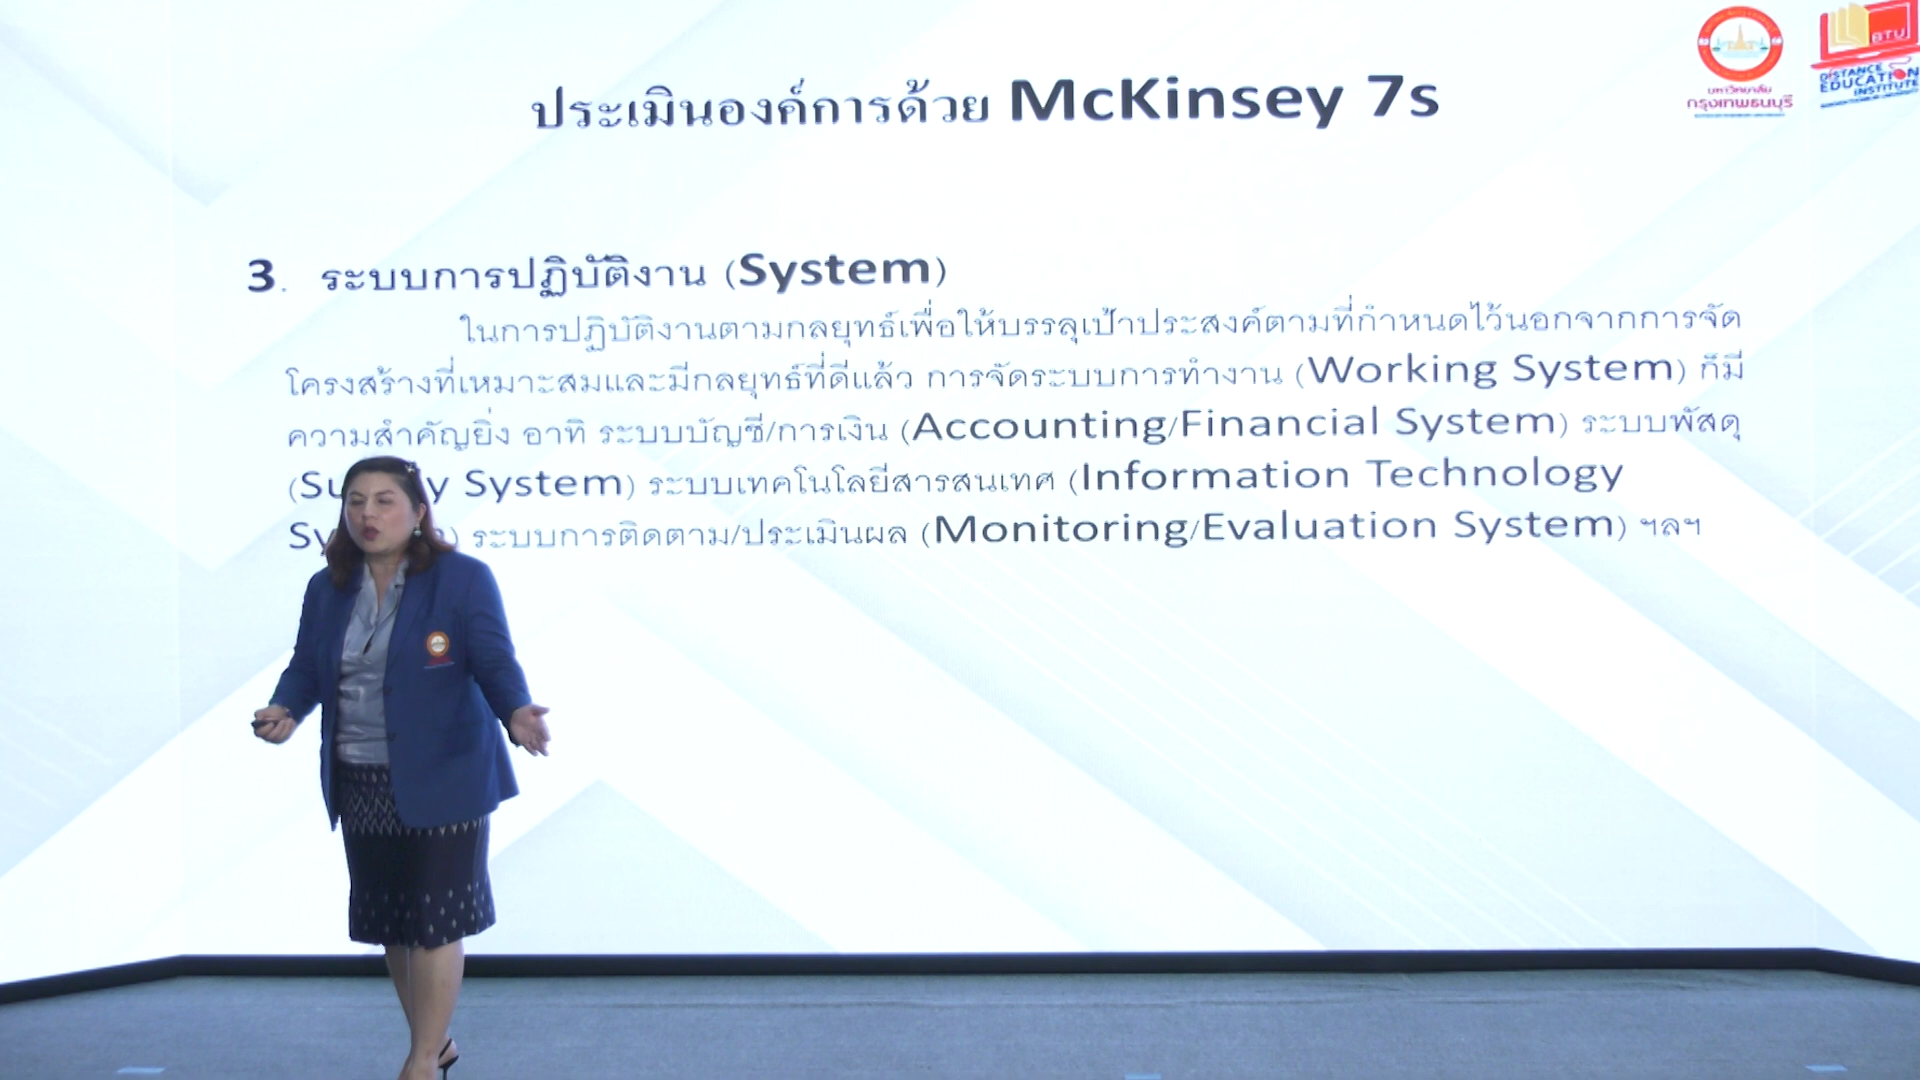 ประเมินองค์การด้วย McKinsey 7s
มหาวิทยาลัย
กรุงเทพธนบุรี
BTU
DISTANCE
EDUCATION
INSTITUTE
3. ระบบการปฏิบัติงาน (System)
ในการปฏิบัติงานตามกลยุทธ์เพื่อให้บรรลุเป้าประสงค์ตามที่กำหนดไว้นอกจากการจัด
โครงสร้างที่เหมาะสมและมีกลยุทธ์ที่ดีแล้ว การจัดระบบการทำงาน (Working System) ก็มี
ความสำคัญยิ่ง อาทิ ระบบบัญชี/การเงิน (Accounting/Financial System) ระบบพัสดุ
(Su y System) ระบบเทคโนโลยีสารสนเทศ (Information Technology
Sy ) ระบบการติดตาม/ประเมินผล (Monitoring/Evaluation System) ฯลฯ